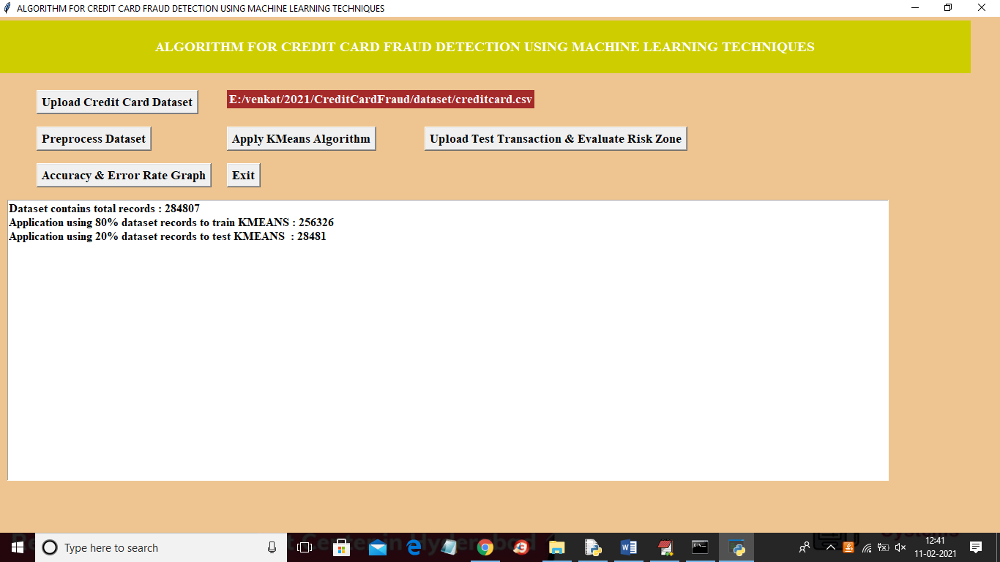 ALGORITHM FOR CREDIT CARD FRAUD DETECTION USING MACHINE LEARNING TECHNIQUES
ALGORITHM FOR CREDIT CARD FRAUD DETECTION USING MACHINE LEARNING TECHNIQUES
Upload Credit Card Dataset
E:/venkat/2021/CreditCardFraud/dataset/creditcard.csv
Preprocess Dataset
Apply KMeans Algorithm
Upload Test Transaction & Evaluate Risk Zone
Accuracy & Error Rate Graph
Exit
Dataset contains total records : 284807
Application using 80% dataset records to train KMEANS : 256326
Application using 20% dataset records to test KMEANS  : 28481
Type here to search
12:41
11-02-2021